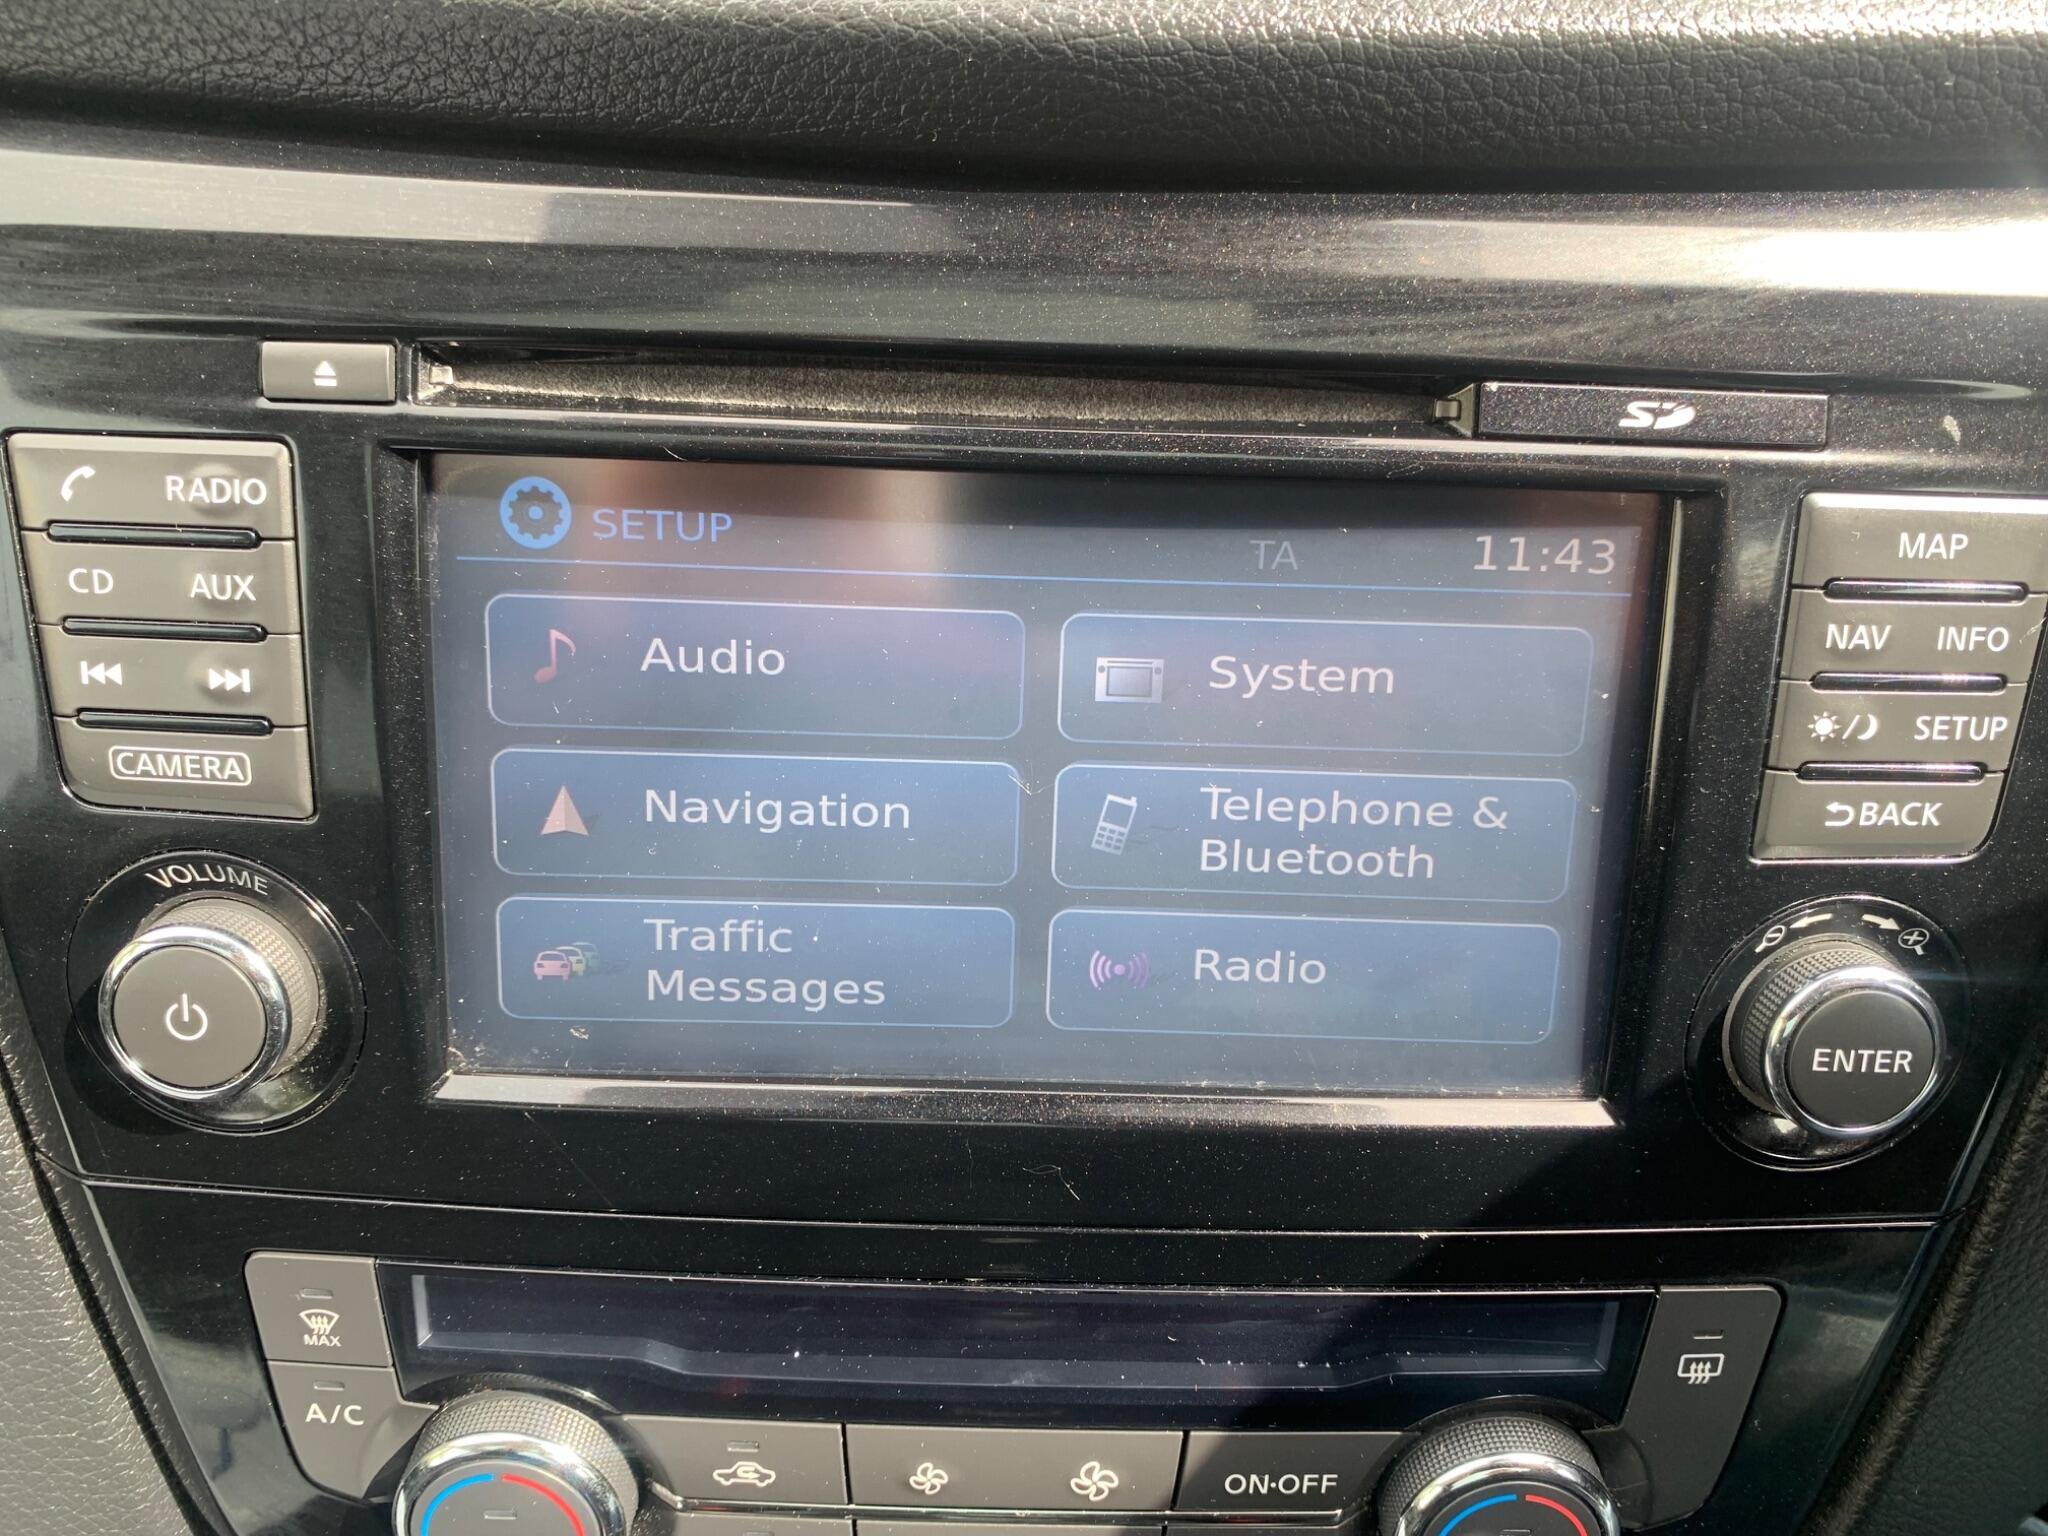 SD
RADIO
CD AUX
CAMERA
VOLUME
SETUP
TA
11:43
Audio
System
Navigation
Telephone &
Bluetooth
Traffic
Messages
Radio
MAP
NAV INFO
SETUP
BACK
ENTER
MAX
A/C
ON·OFF